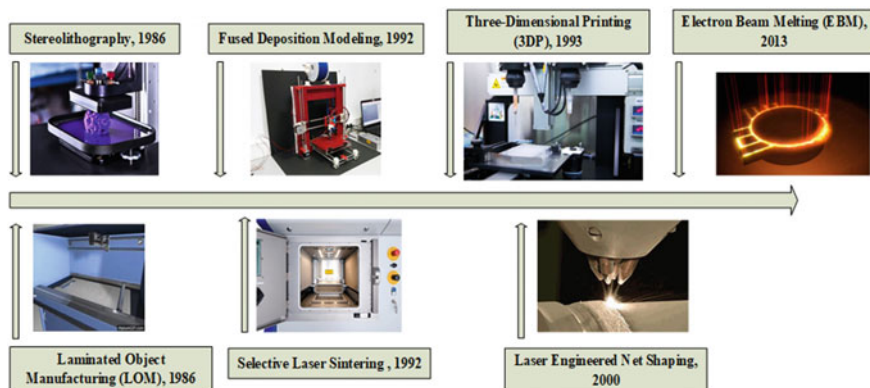 Stereolithography, 1986
Fused Deposition Modeling, 1992
Three-Dimensional Printing
(3DP), 1993
Electron Beam Melting (EBM),
2013
Laminated Object
Manufacturing (LOM), 1986
Selective Laser Sintering , 1992
Laser Engineered Net Shaping,
2000